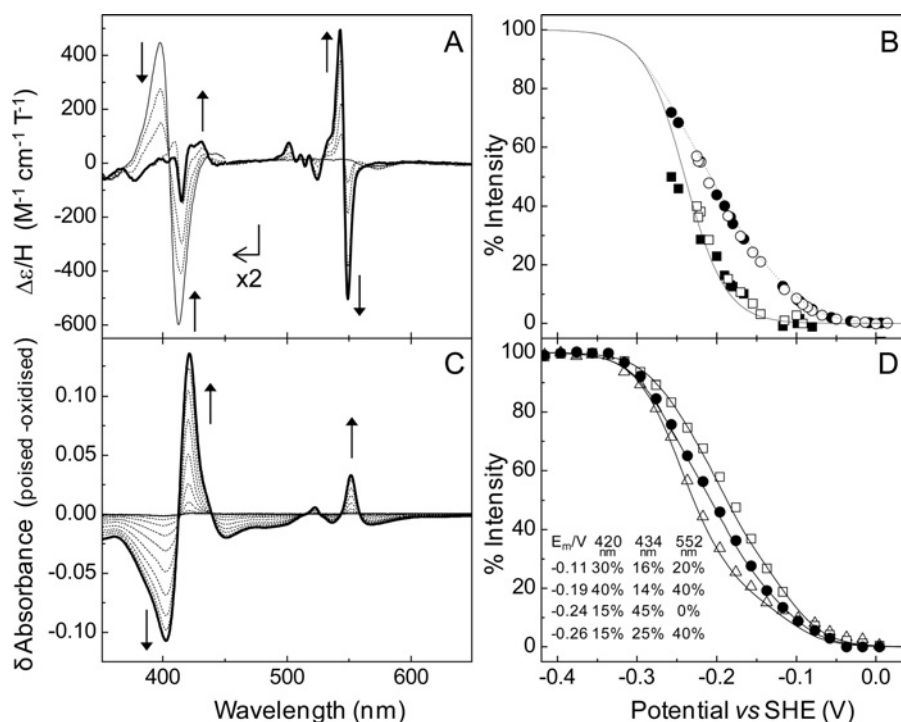 A
B
Δε/H (M⁻¹ cm⁻¹ T⁻¹)
400
200
0
-200
-400
-600
x2
% Intensity
100
80
60
40
20
0
C
D
δ Absorbance (poised -oxidised)
0.10
0.05
0.00
-0.05
-0.10
400 450 500 550 600
Wavelength (nm)
% Intensity
100
80
60
40
20
0
Eₘ/V 420 nm 434 nm 552 nm
-0.11 30% 16% 20%
-0.19 40% 14% 40%
-0.24 15% 45% 0%
-0.26 15% 25% 40%
-0.4 -0.3 -0.2 -0.1 0.0
Potential vs SHE (V)